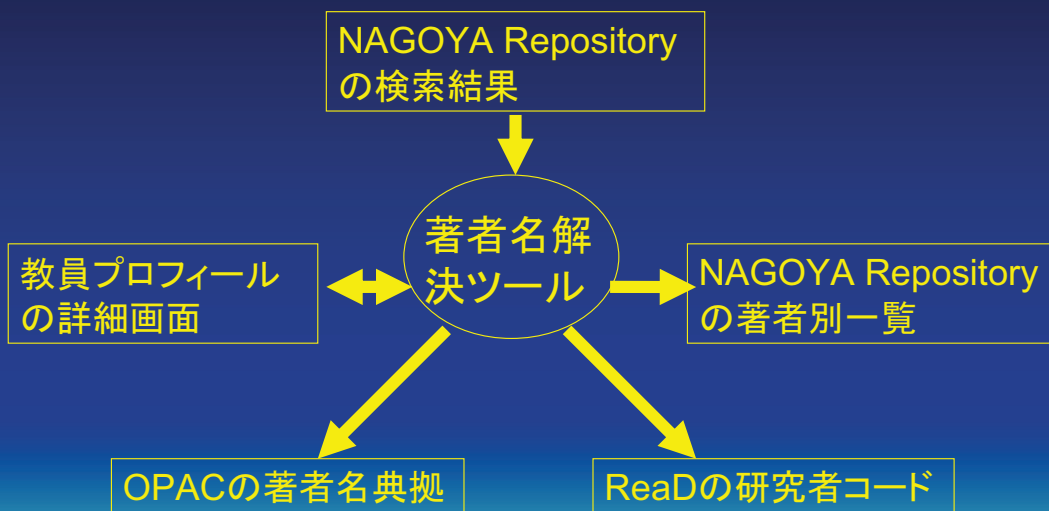 NAGOYA Repository
の検索結果
著者名解
決ツール
教員プロフィール
の詳細画面
NAGOYA Repository
の著者別一覧
OPACの著者名典拠
ReaDの研究者コード